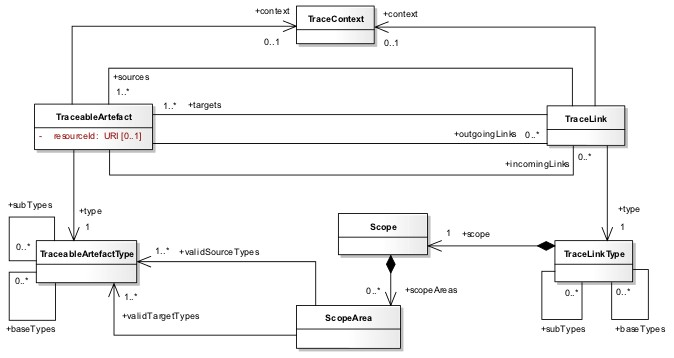 +context
TraceContext
+context
0..1
0..1
+sources
1..*
1..*
+targets
TraceableArtefact
- resourceId: URI [0..1]
TraceLink
+outgoingLinks
0..*
+incomingLinks
0..*
+subTypes
+type
1
+type
1
0..*
TraceableArtefactType
0..*
+baseTypes
1..*
+validSourceTypes
1..*
+validTargetTypes
Scope
1
+scope
0..*
+scopeAreas
ScopeArea
TraceLinkType
0..*
0..*
+subTypes
+baseTypes